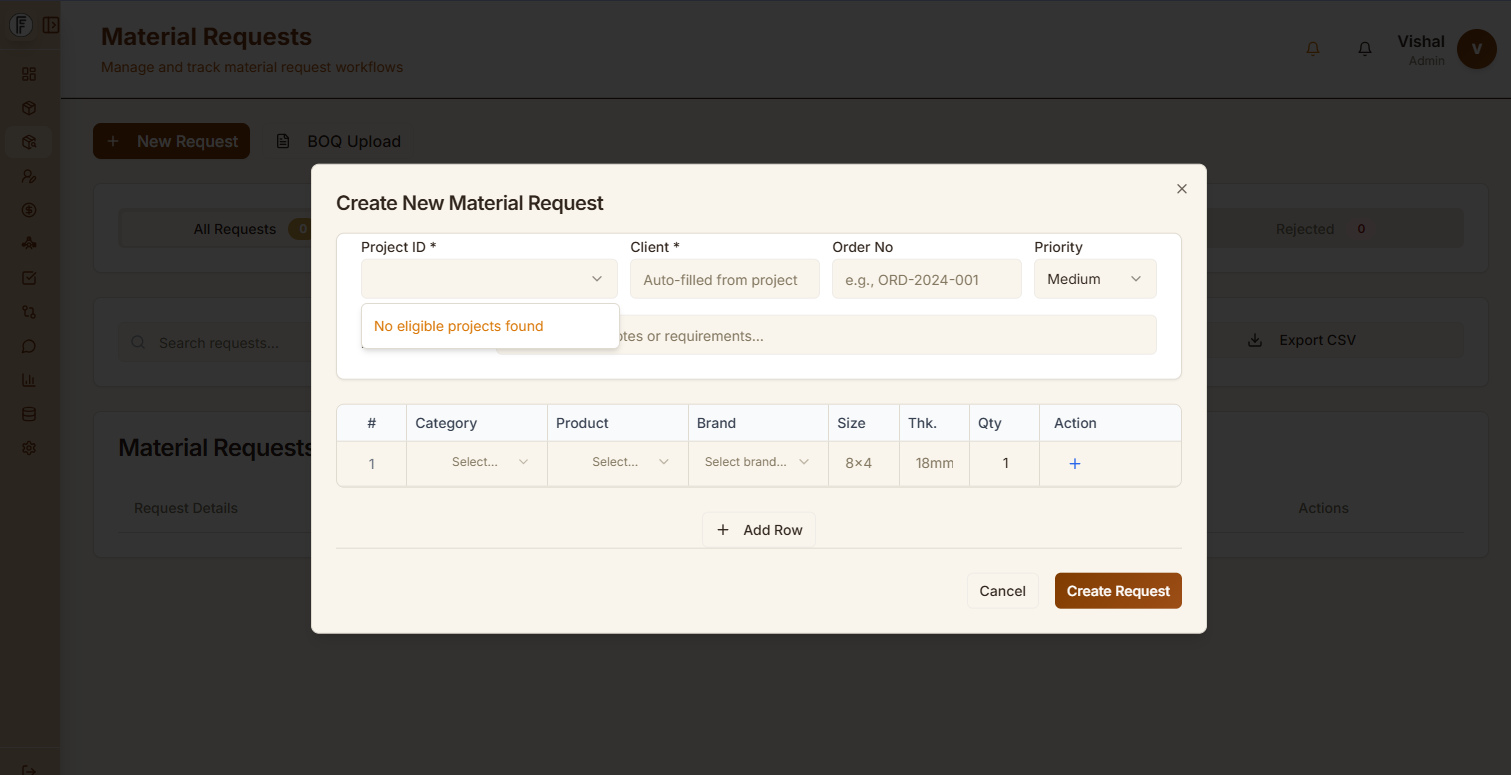 F
Material Requests
Manage and track material request workflows
Vishal
Admin
V
New Request
BOQ Upload
All Requests 0
Rejected 0
Search requests...
Export CSV
Material Requests
Request Details
Actions
Create New Material Request
Project ID * Client * Order No Priority
Auto-filled from project e.g., ORD-2024-001 Medium
No eligible projects found
or requirements...
# Category Product Brand Size Thk. Qty Action
1 Select... Select... Select brand... 8×4 18mm 1 +
+ Add Row
Cancel Create Request